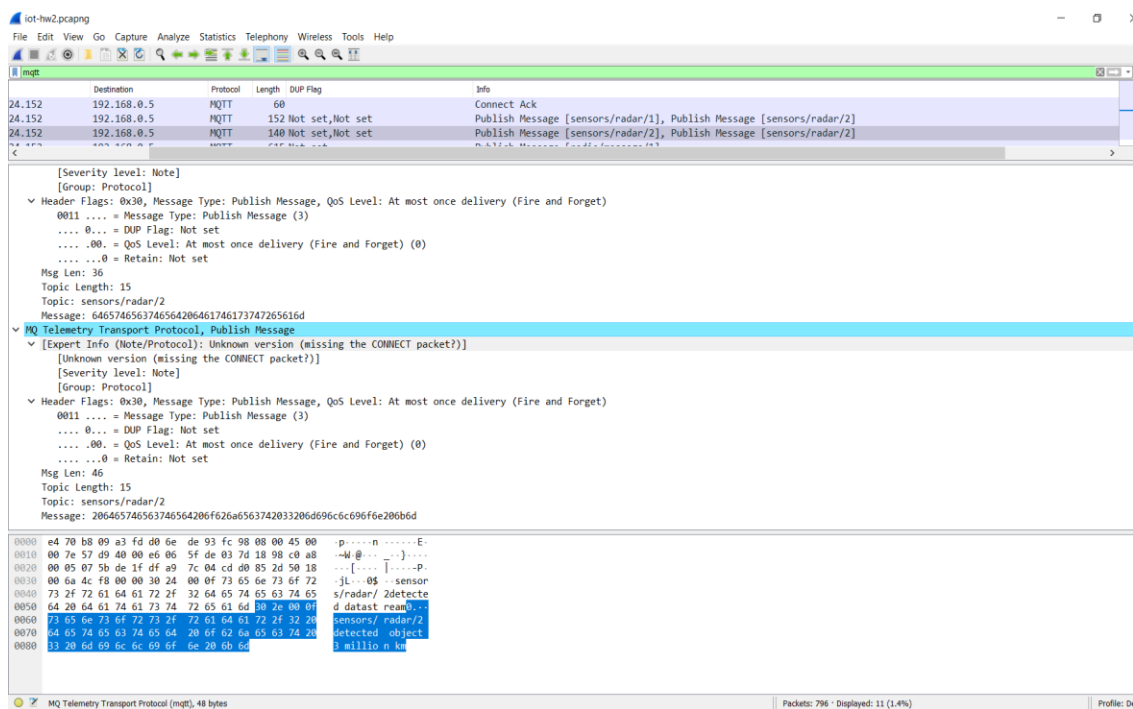 iot-hw2.pcapng
File Edit View Go Capture Analyze Statistics Telephony Wireless Tools Help
mqtt
Destination Protocol Length DUP Flag Info
24.152 192.168.0.5 MQTT 60 Connect Ack
24.152 192.168.0.5 MQTT 152 Not set,Not set Publish Message [sensors/radar/1], Publish Message [sensors/radar/2]
24.152 192.168.0.5 MQTT 140 Not set,Not set Publish Message [sensors/radar/2], Publish Message [sensors/radar/2]
[Severity level: Note]
[Group: Protocol]
Header Flags: 0x30, Message Type: Publish Message, QoS Level: At most once delivery (Fire and Forget)
0011 .... = Message Type: Publish Message (3)
.... 0... = DUP Flag: Not set
.... .00. = QoS Level: At most once delivery (Fire and Forget) (0)
.... ...0 = Retain: Not set
Msg Len: 36
Topic Length: 15
Topic: sensors/radar/2
Message: 6465746563746564206461746173747265616d
MQ Telemetry Transport Protocol, Publish Message
[Expert Info (Note/Protocol): Unknown version (missing the CONNECT packet?)]
[Unknown version (missing the CONNECT packet?)]
[Severity level: Note]
[Group: Protocol]
Header Flags: 0x30, Message Type: Publish Message, QoS Level: At most once delivery (Fire and Forget)
0011 .... = Message Type: Publish Message (3)
.... 0... = DUP Flag: Not set
.... .00. = QoS Level: At most once delivery (Fire and Forget) (0)
.... ...0 = Retain: Not set
Msg Len: 46
Topic Length: 15
Topic: sensors/radar/2
Message: 206465746563746564206f626a6563742033206d696c6c696f6e206b6d
0000 e4 70 b8 09 a3 fd d0 6e de 93 fc 98 08 00 45 00 ·p·····n ······E·
0010 00 7e 57 d9 40 00 e6 06 5f de 03 7d 18 98 c0 a8 ·~W·@··· _··}····
0020 00 05 07 5b de 1f df a9 7c 04 cd d0 85 2d 50 18 ···[···· |····-P·
0030 00 6a 4c f8 00 00 30 24 00 0f 73 65 6e 73 6f 72 ·jL···0$ ··sensor
0040 73 2f 72 61 64 61 72 2f 32 64 65 74 65 63 74 65 s/radar/ 2detecte
0050 64 20 64 61 74 61 73 74 72 65 61 6d 30 2e 00 0f d datast ream0.··
0060 73 65 6e 73 6f 72 73 2f 72 61 64 61 72 2f 32 20 sensors/ radar/2
0070 64 65 74 65 63 74 65 64 20 6f 62 6a 65 63 74 20 detected object
0080 33 20 6d 69 6c 6c 69 6f 6e 20 6b 6d 3 millio n km
MQ Telemetry Transport Protocol (mqtt), 48 bytes Packets: 796 · Displayed: 11 (1.4%) Profile: